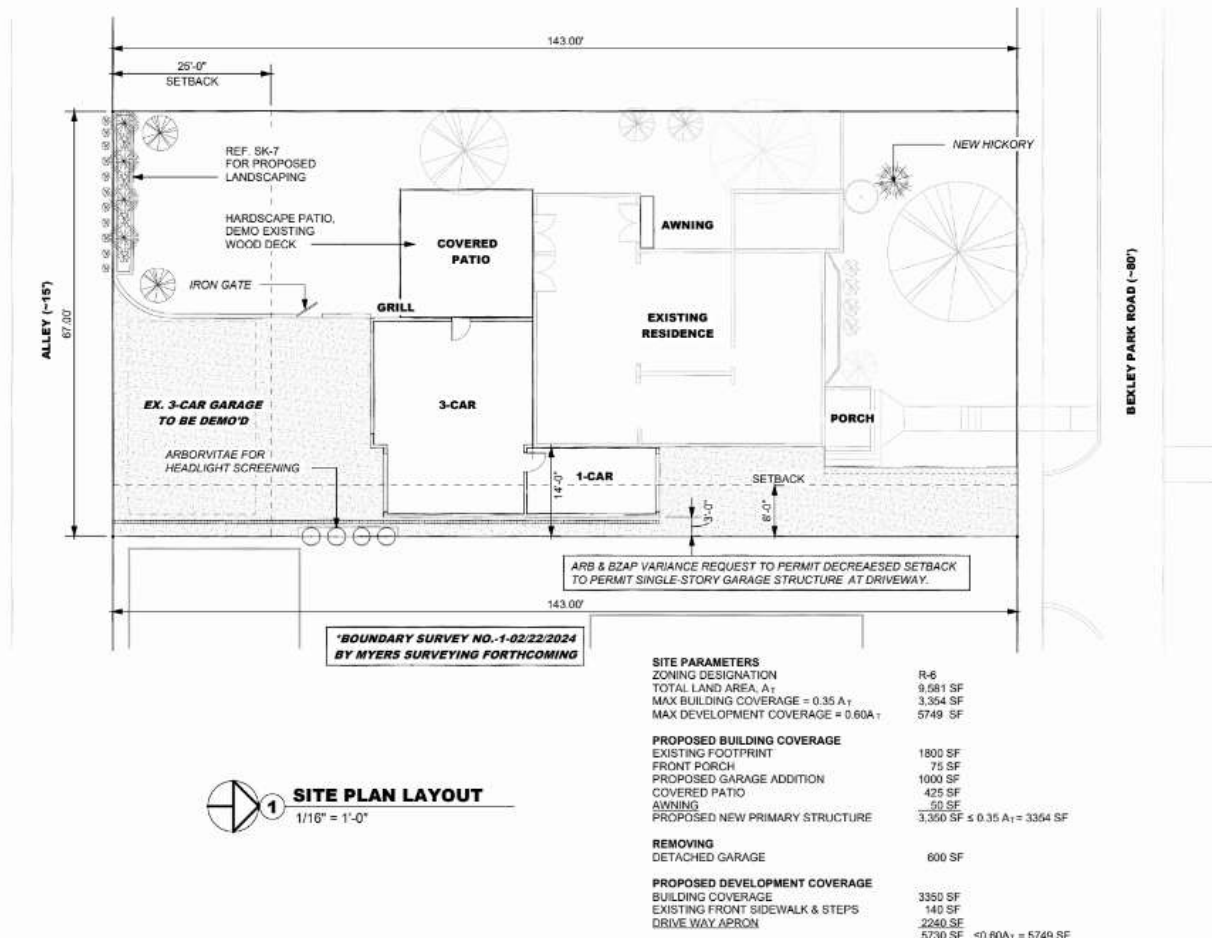 143.00'
25'-0"
SETBACK
REF. SK-7
FOR PROPOSED
LANDSCAPING
NEW HICKORY
HARDSCAPE PATIO,
DEMO EXISTING
WOOD DECK
COVERED
PATIO
AWNING
ALLEY (~15')
67.00'
IRON GATE
GRILL
EXISTING
RESIDENCE
BEXLEY PARK ROAD (~80')
EX. 3-CAR GARAGE
TO BE DEMO'D
3-CAR
PORCH
ARBORVITAE FOR
HEADLIGHT SCREENING
14'-0"
1-CAR
SETBACK
3'-0"
8'-0"
ARB & BZAP VARIANCE REQUEST TO PERMIT DECREAESED SETBACK
TO PERMIT SINGLE-STORY GARAGE STRUCTURE AT DRIVEWAY.
143.00'
*BOUNDARY SURVEY NO.-1-02/22/2024
BY MYERS SURVEYING FORTHCOMING
SITE PARAMETERS
ZONING DESIGNATION R-6
TOTAL LAND AREA, AT 9,581 SF
MAX BUILDING COVERAGE = 0.35 AT 3,354 SF
MAX DEVELOPMENT COVERAGE = 0.60AT 5749 SF
PROPOSED BUILDING COVERAGE
EXISTING FOOTPRINT 1800 SF
FRONT PORCH 75 SF
PROPOSED GARAGE ADDITION 1000 SF
COVERED PATIO 425 SF
AWNING 50 SF
PROPOSED NEW PRIMARY STRUCTURE 3,350 SF ≤ 0.35 AT = 3354 SF
1 SITE PLAN LAYOUT
1/16" = 1'-0"
REMOVING
DETACHED GARAGE 600 SF
PROPOSED DEVELOPMENT COVERAGE
BUILDING COVERAGE 3350 SF
EXISTING FRONT SIDEWALK & STEPS 140 SF
DRIVE WAY APRON 2240 SF
5730 SF ≤0.60AT = 5749 SF